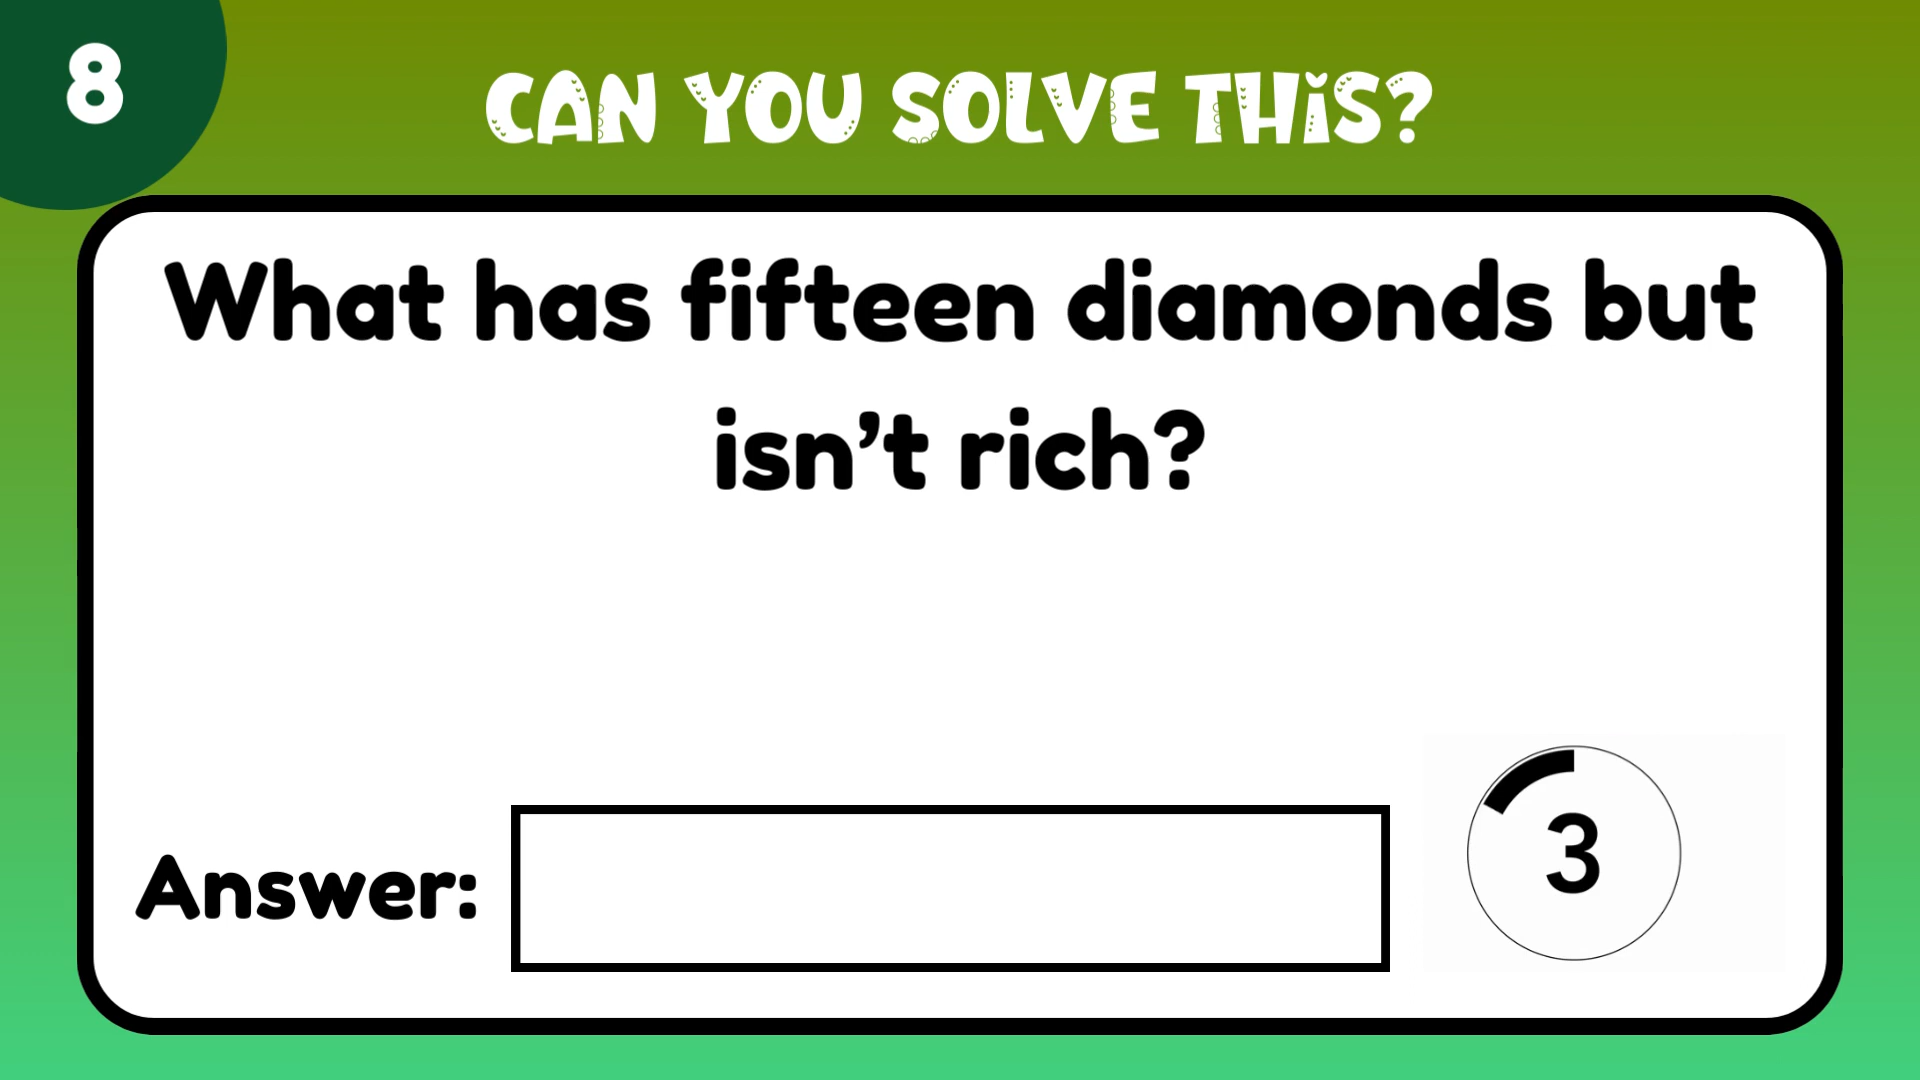 8
CAN YOU SOLVE THiS?
What has fifteen diamonds but
isn’t rich?
Answer:
3